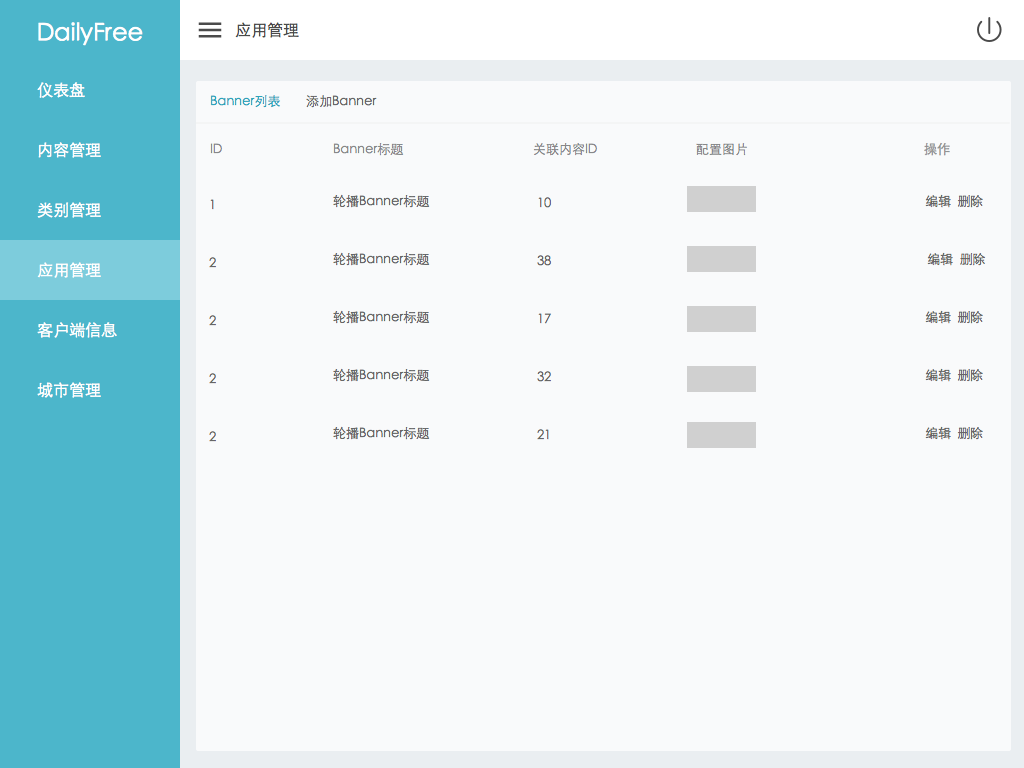 DailyFree
应用管理
仪表盘
内容管理
类别管理
应用管理
客户端信息
城市管理
Banner列表 添加Banner
ID Banner标题 关联内容ID 配置图片 操作
1 轮播Banner标题 10 编辑 删除
2 轮播Banner标题 38 编辑 删除
2 轮播Banner标题 17 编辑 删除
2 轮播Banner标题 32 编辑 删除
2 轮播Banner标题 21 编辑 删除